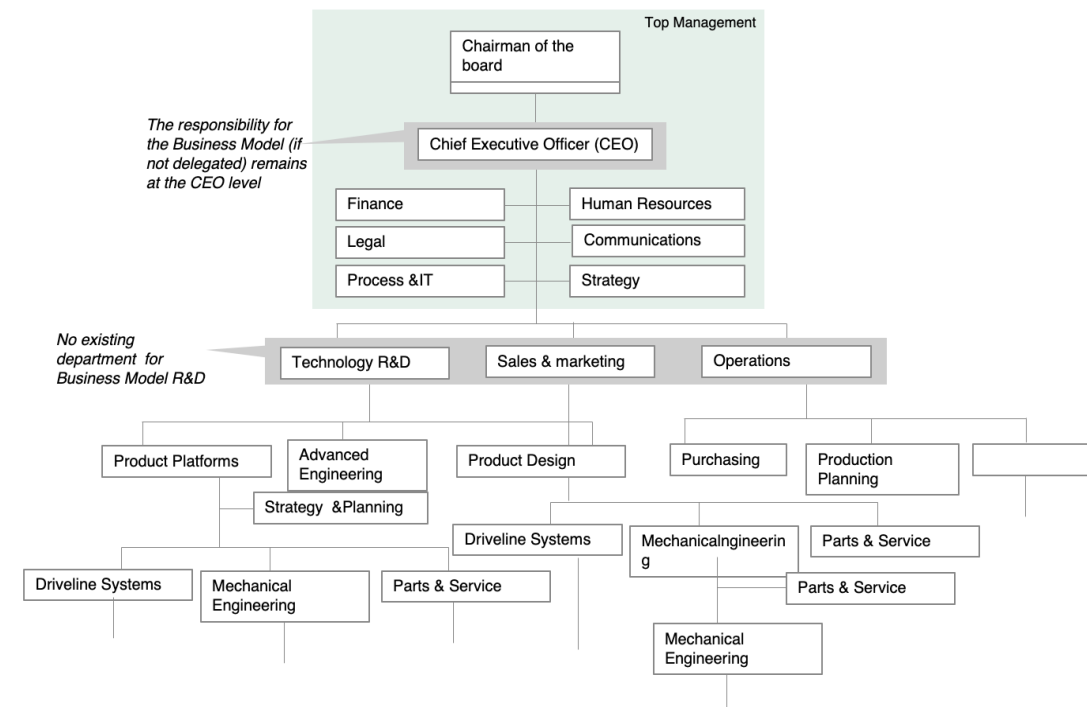 Top Management
Chairman of the
board
The responsibility for
the Business Model (if
not delegated) remains
at the CEO level
Chief Executive Officer (CEO)
Finance
Human Resources
Legal
Communications
Process &IT
Strategy
No existing
department for
Business Model R&D
Technology R&D
Sales & marketing
Operations
Product Platforms
Advanced
Engineering
Product Design
Purchasing
Production
Planning
Strategy &Planning
Driveline Systems
Mechanicalngineerin
g
Parts & Service
Driveline Systems
Mechanical
Engineering
Parts & Service
Parts & Service
Mechanical
Engineering